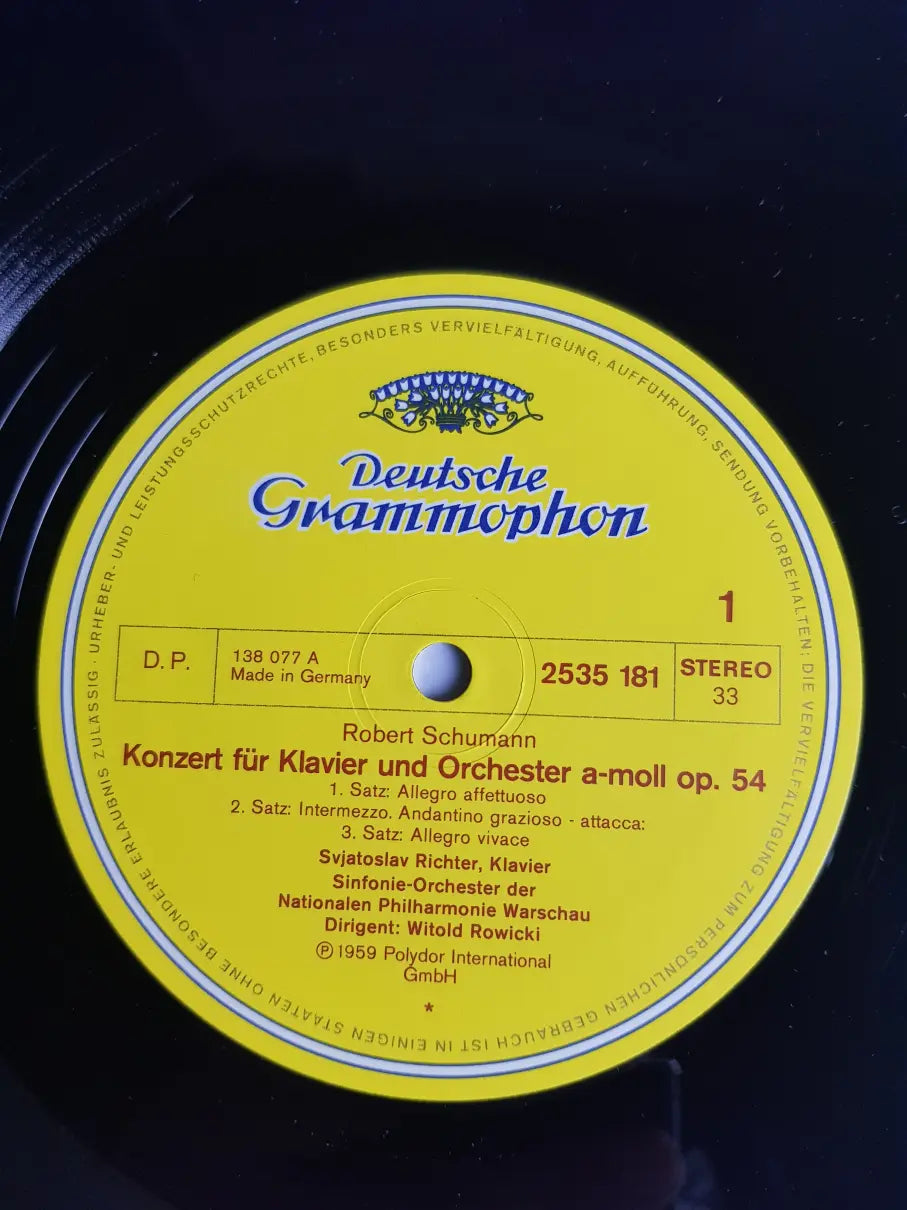 URHEBER- UND LEISTUNGSSCHUTZRECHTE, BESONDERS VERVIELFÄLTIGUNG, AUFFÜHRUNG, SENDUNG VORBEHALTEN; DIE VERVIELFÄLTIGUNG ZUM PERSÖNLICHEN GEBRAUCH IST IN EINIGEN STAATEN OHNE BESONDERE ERLAUBNIS ZULÄSSIG ·
Deutsche
Grammophon
1
D.P.
138 077 A
Made in Germany
2535 181
STEREO
33
Robert Schumann
Konzert für Klavier und Orchester a-moll op. 54
1. Satz: Allegro affettuoso
2. Satz: Intermezzo. Andantino grazioso - attacca:
3. Satz: Allegro vivace
Svjatoslav Richter, Klavier
Sinfonie-Orchester der
Nationalen Philharmonie Warschau
Dirigent: Witold Rowicki
℗ 1959 Polydor International
GmbH
*